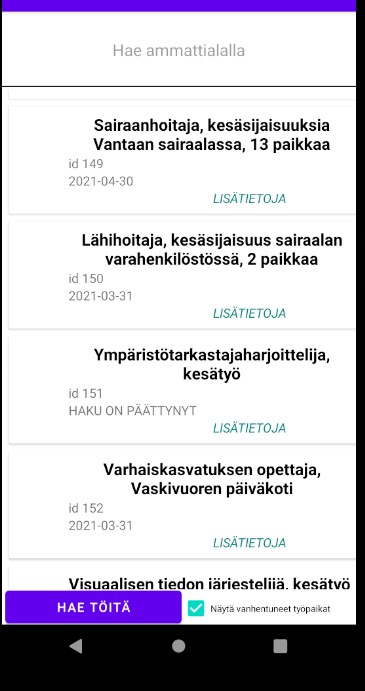 Hae ammattialalla
Sairaanhoitaja, kesäsijaisuuksia
Vantaan sairaalassa, 13 paikkaa
id 149
2021-04-30
LISÄTIETOJA
Lähihoitaja, kesäsijaisuus sairaalan
varahenkilöstössä, 2 paikkaa
id 150
2021-03-31
LISÄTIETOJA
Ympäristötarkastajaharjoittelija,
kesätyö
id 151
HAKU ON PÄÄTTYNYT
LISÄTIETOJA
Varhaiskasvatuksen opettaja,
Vaskivuoren päiväkoti
id 152
2021-03-31
LISÄTIETOJA
Visuaalisen tiedon järjestelijä, kesätyö
HAE TÖITÄ
Näytä vanhentuneet työpaikat